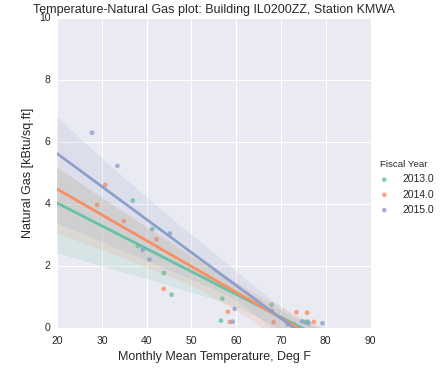 Temperature-Natural Gas plot: Building IL0200ZZ, Station KMWA
10
8
6
4
2
0
Natural Gas [kBtu/sq.ft]
20 30 40 50 60 70 80 90
Monthly Mean Temperature, Deg F
Fiscal Year
2013.0
2014.0
2015.0